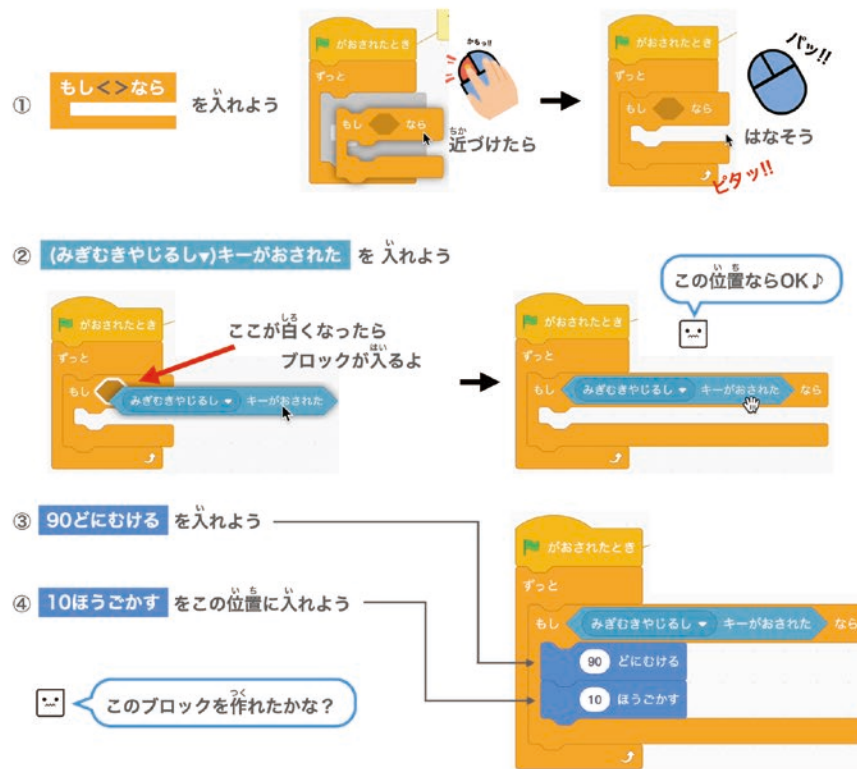 ① もし＜＞なら を入れよう
がおされたとき
ずっと
もし なら
かちっ!!
近づけたら
がおされたとき
ずっと
もし なら
パッ!!
はなそう
ピタッ!!
② (みぎむきやじるし▼)キーがおされた を 入れよう
がおされたとき
ずっと
もし
みぎむきやじるし キーがおされた
ここが白くなったら
ブロックが入るよ
この位置ならOK♪
がおされたとき
ずっと
もし みぎむきやじるし キーがおされた なら
③ 90どにむける を入れよう
④ 10ほうごかす をこの位置に入れよう
がおされたとき
ずっと
もし みぎむきやじるし キーがおされた なら
90 どにむける
10 ほうごかす
このブロックを作れたかな？